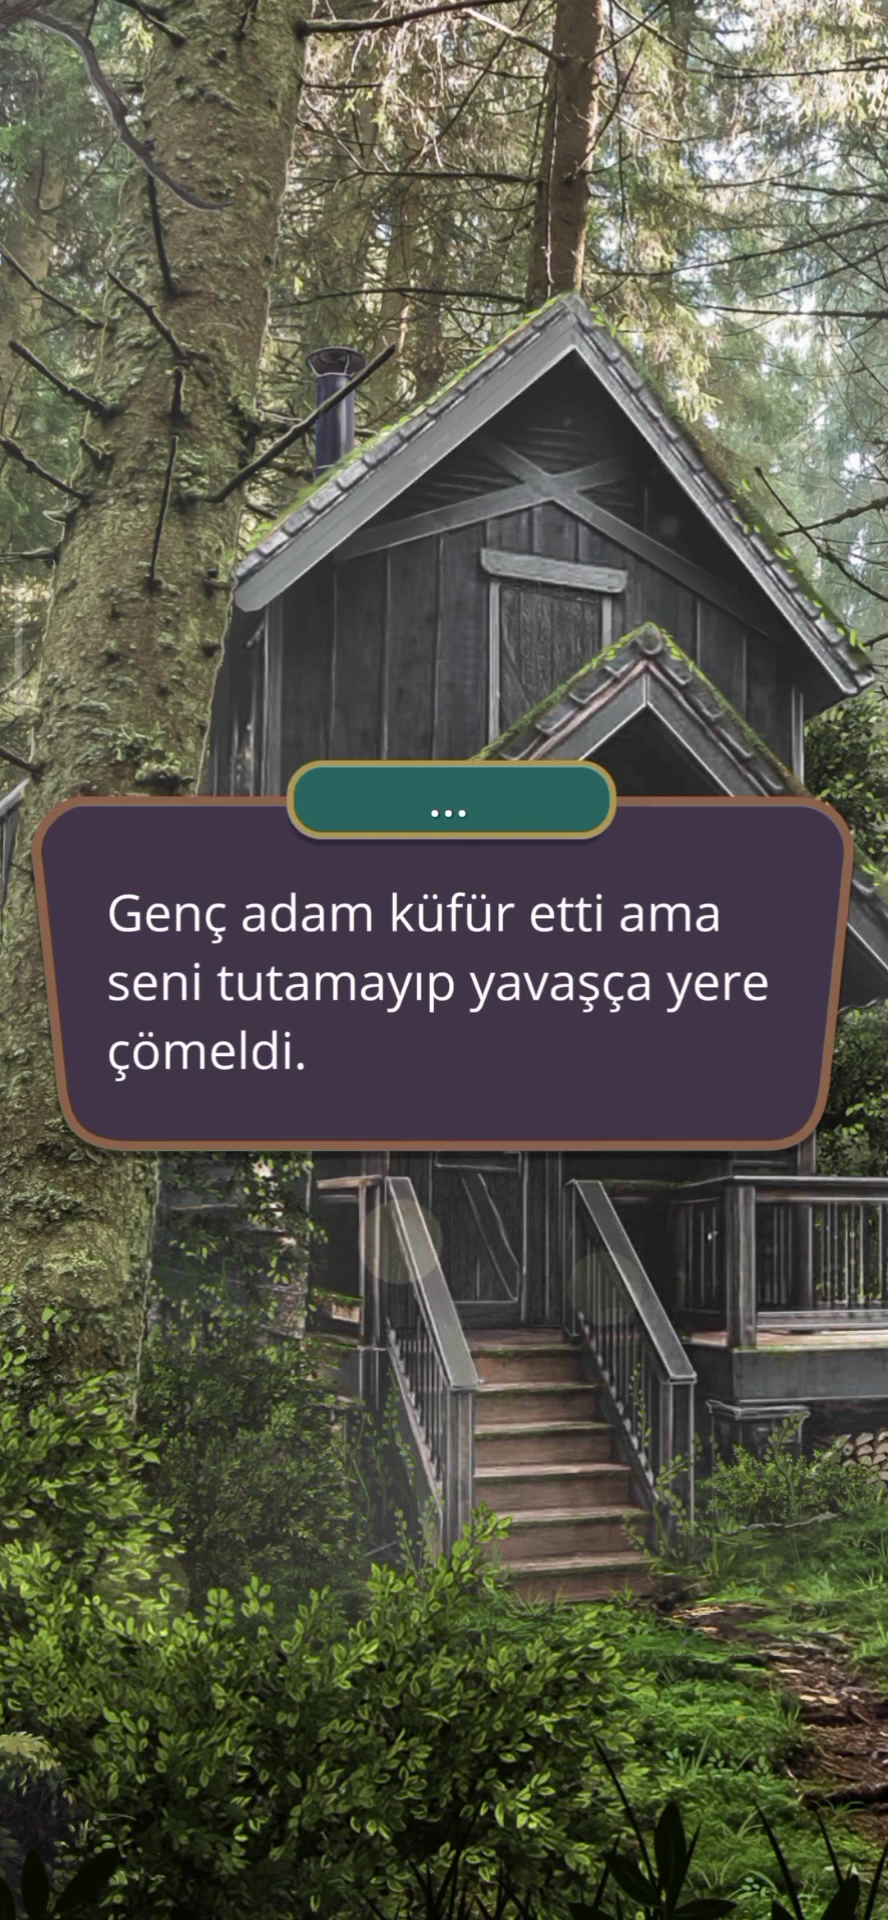 ...
Genç adam küfür etti ama
seni tutamayıp yavaşça yere
çömeldi.